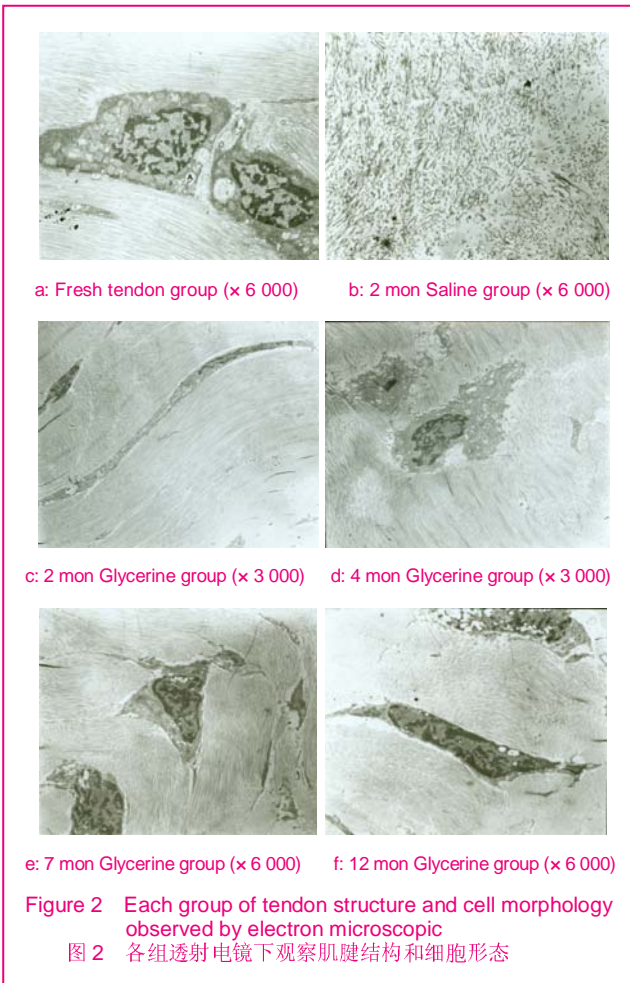 a: Fresh tendon group (× 6 000) b: 2 mon Saline group (× 6 000)
c: 2 mon Glycerine group (× 3 000) d: 4 mon Glycerine group (× 3 000)
e: 7 mon Glycerine group (× 6 000) f: 12 mon Glycerine group (× 6 000)
Figure 2 Each group of tendon structure and cell morphology
observed by electron microscopic
图 2 各组透射电镜下观察肌腱结构和细胞形态